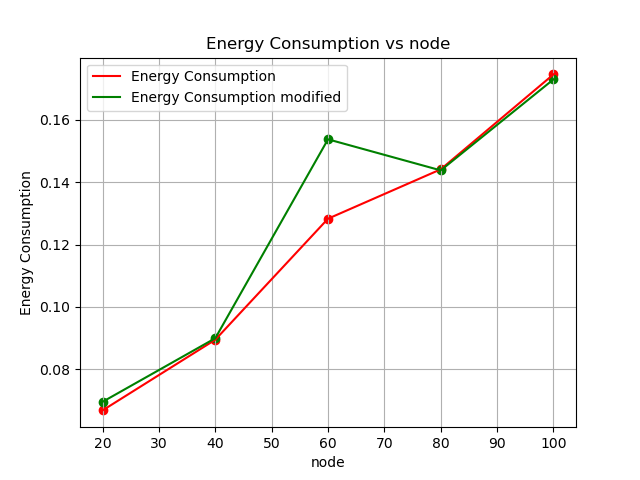 Energy Consumption vs node
Energy Consumption
Energy Consumption modified
Energy Consumption
0.16
0.14
0.12
0.10
0.08
20 30 40 50 60 70 80 90 100
node